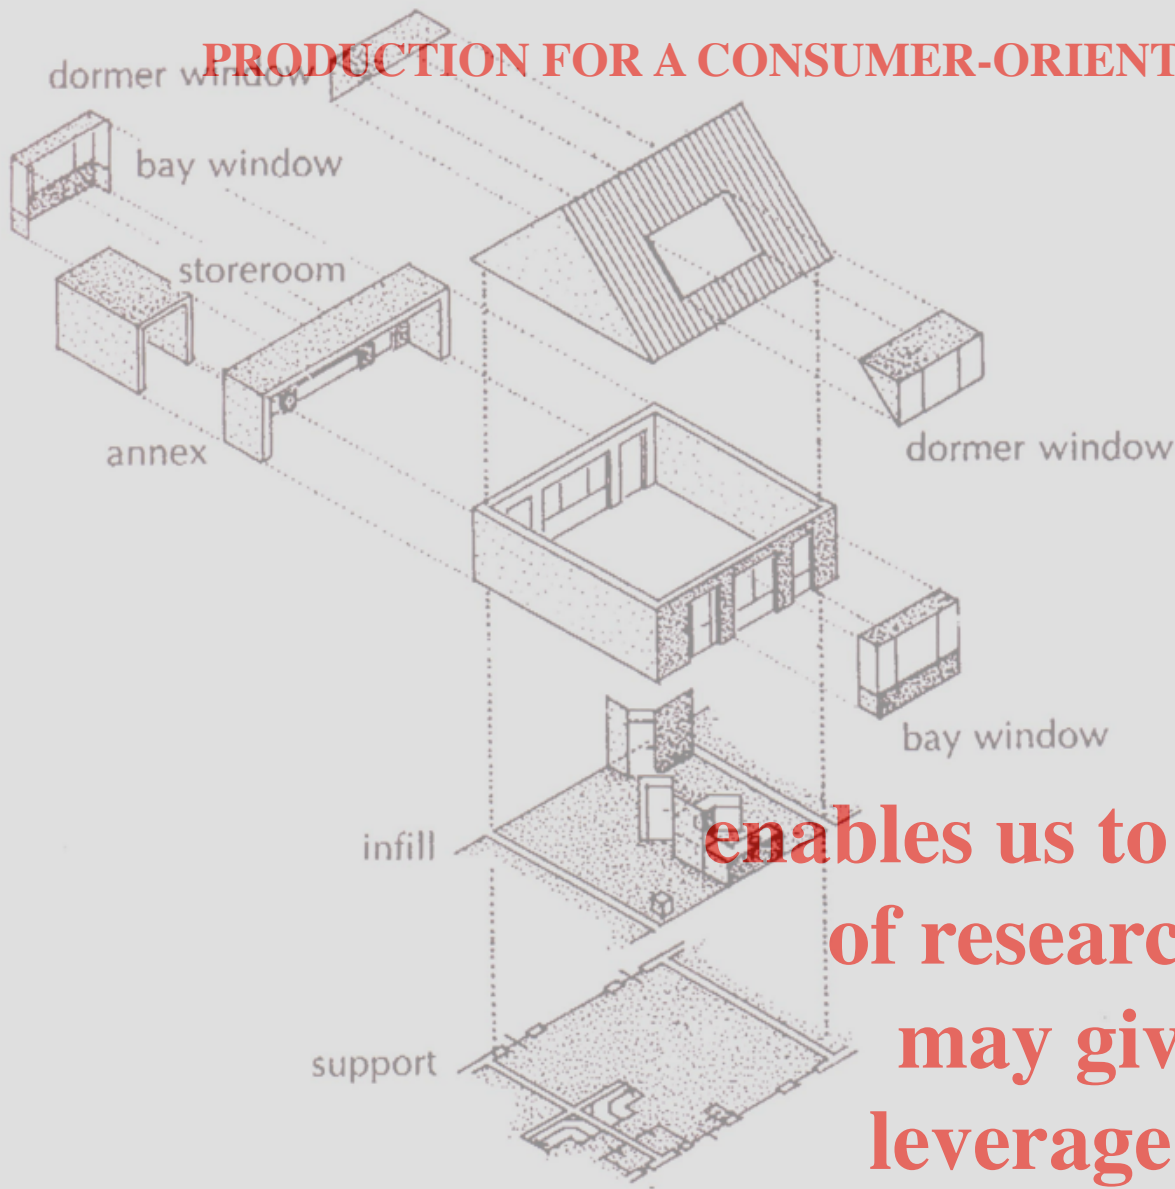 PRODUCTION FOR A CONSUMER-ORIENT
dormer window
bay window
storeroom
annex
dormer window
bay window
infill
enables us to
of researc
may giv
support
leverage